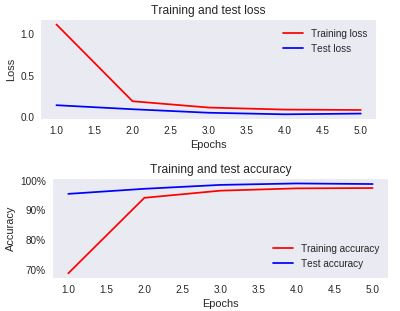 Training and test loss
1.0
0.5
0.0
Loss
Training loss
Test loss
1.0 1.5 2.0 2.5 3.0 3.5 4.0 4.5 5.0
Epochs
Training and test accuracy
100%
90%
80%
70%
Accuracy
Training accuracy
Test accuracy
1.0 1.5 2.0 2.5 3.0 3.5 4.0 4.5 5.0
Epochs